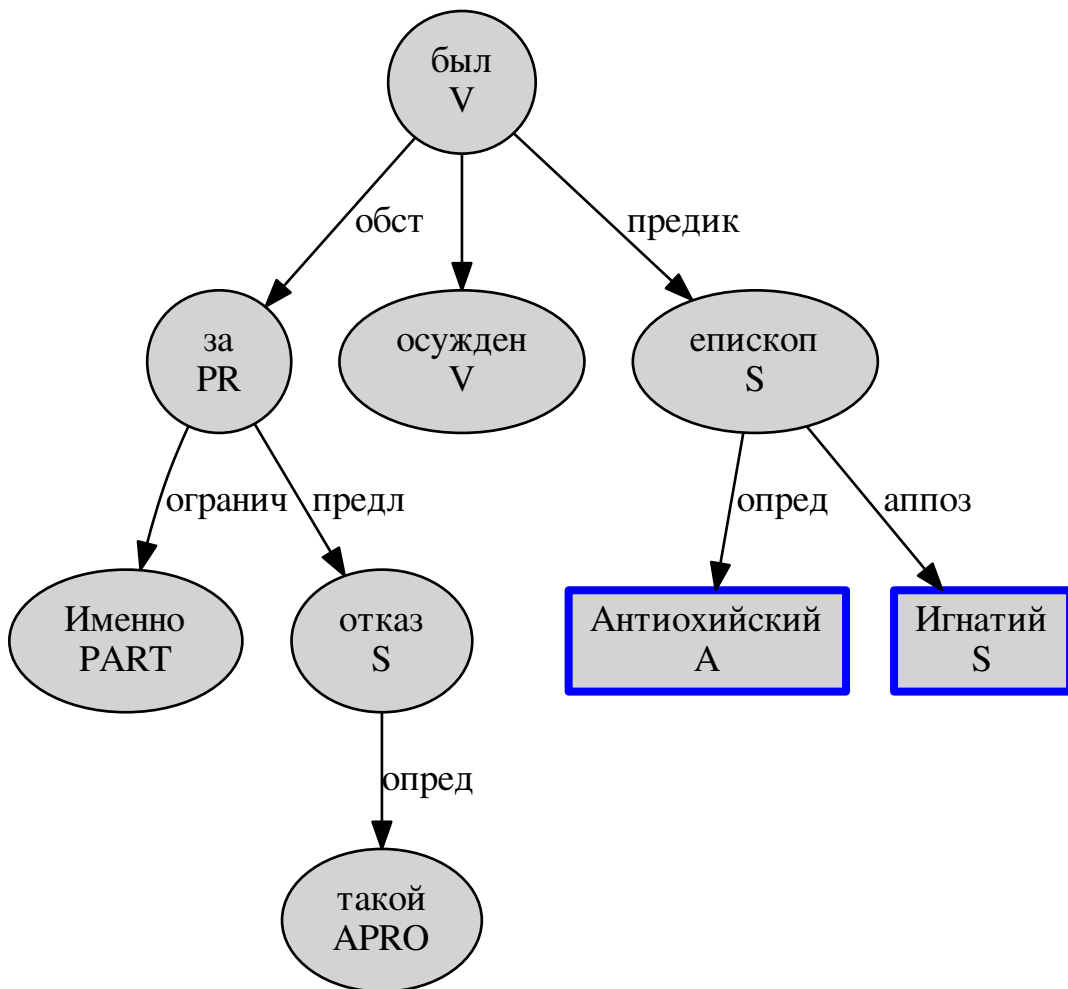 был
V
обст
предик
за
PR
осужден
V
епископ
S
огранич
предл
опред
аппоз
Именно
PART
отказ
S
Антиохийский
A
Игнатий
S
опред
такой
APRO